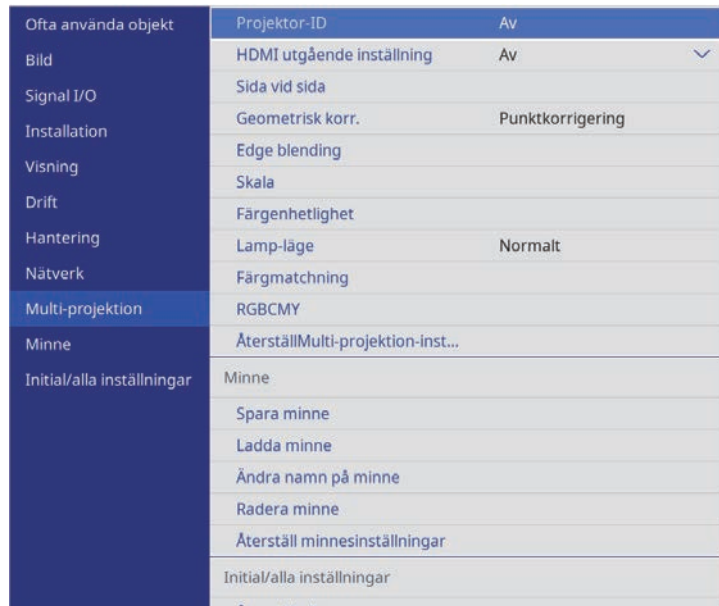 Ofta använda objekt
Bild
Signal I/O
Installation
Visning
Drift
Hantering
Nätverk
Multi-projektion
Minne
Initial/alla inställningar
Projektor-ID Av
HDMI utgående inställning Av
Sida vid sida
Geometrisk korr. Punktkorrigering
Edge blending
Skala
Färgenhetlighet
Lamp-läge Normalt
Färgmatchning
RGBCMY
ÅterställMulti-projektion-inst...
Minne
Spara minne
Ladda minne
Ändra namn på minne
Radera minne
Återställ minnesinställningar
Initial/alla inställningar